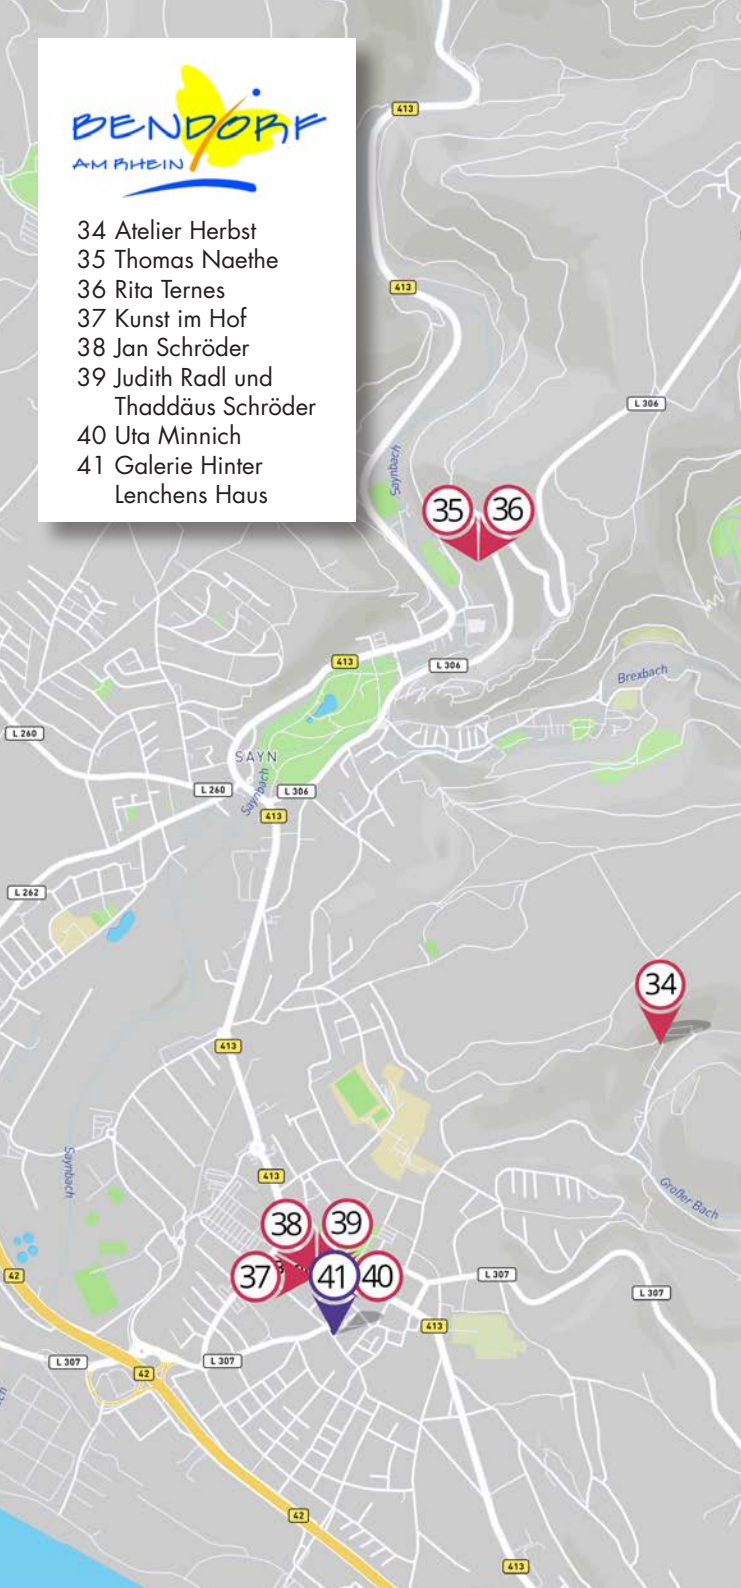 BENDORF
AM RHEIN
34 Atelier Herbst
35 Thomas Naethe
36 Rita Ternes
37 Kunst im Hof
38 Jan Schröder
39 Judith Radl und
Thaddäus Schröder
40 Uta Minnich
41 Galerie Hinter
Lenchens Haus
413
413
L 306
Saynbach
35
36
413
L 306
Brexbach
L 260
SAYN
L 260
Saynbach
L 306
413
L 262
34
413
Saynbach
413
Großer Bach
38
39
37
41
40
42
L 307
L 307
413
L 307
42
L 307
42
413